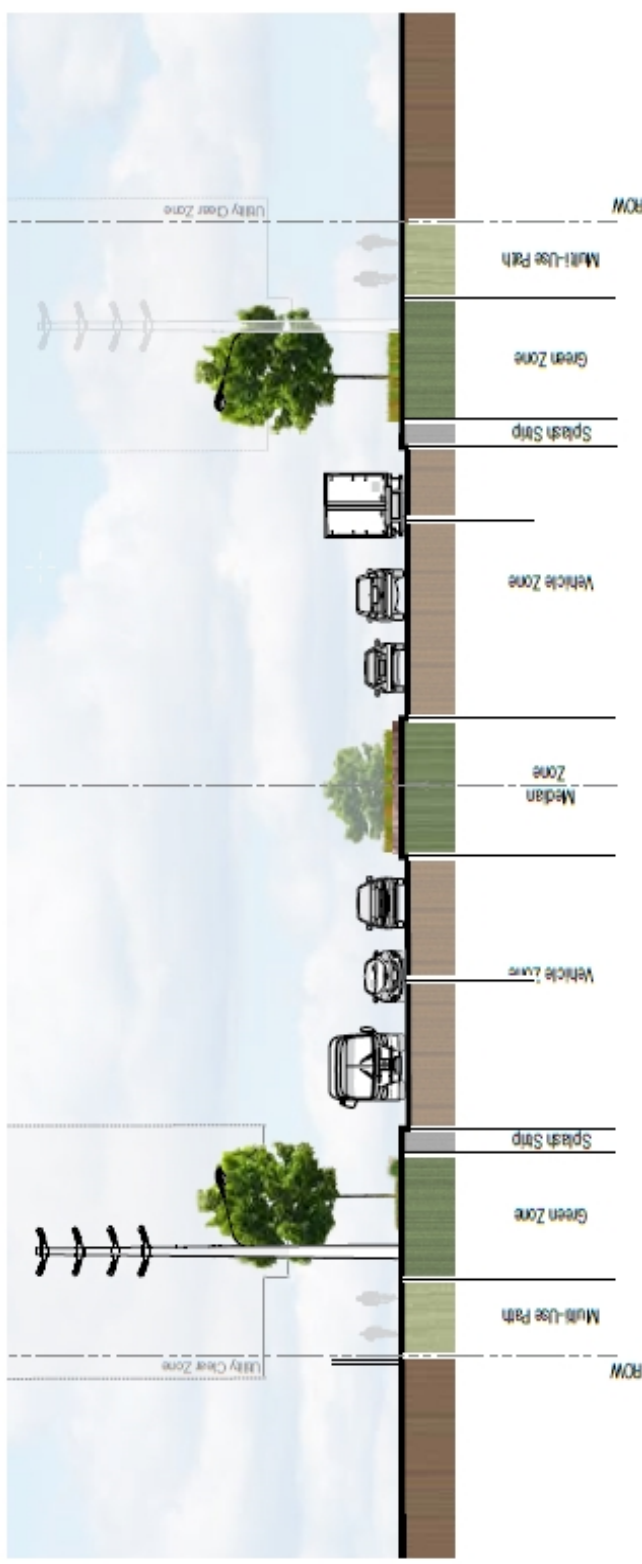 ROW
Utility Clear Zone
Multi-Use Path
Green Zone
Splash Strip
Vehicle Zone
Median
Zone
Vehicle Zone
Splash Strip
Green Zone
Multi-Use Path
Utility Clear Zone
ROW